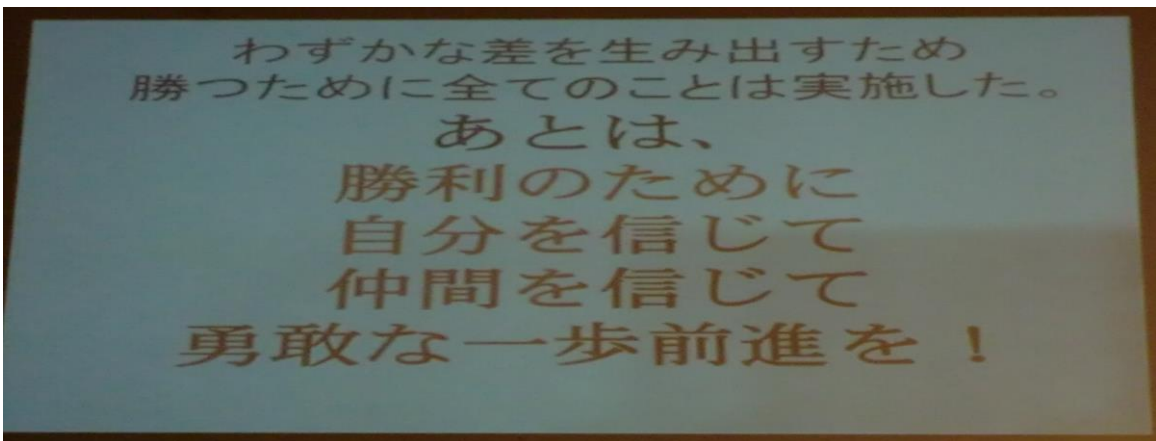 わずかな差を生み出すため
勝つために全てのことは実施した。
あとは、
勝利のために
自分を信じて
仲間を信じて
勇敢な一歩前進を！